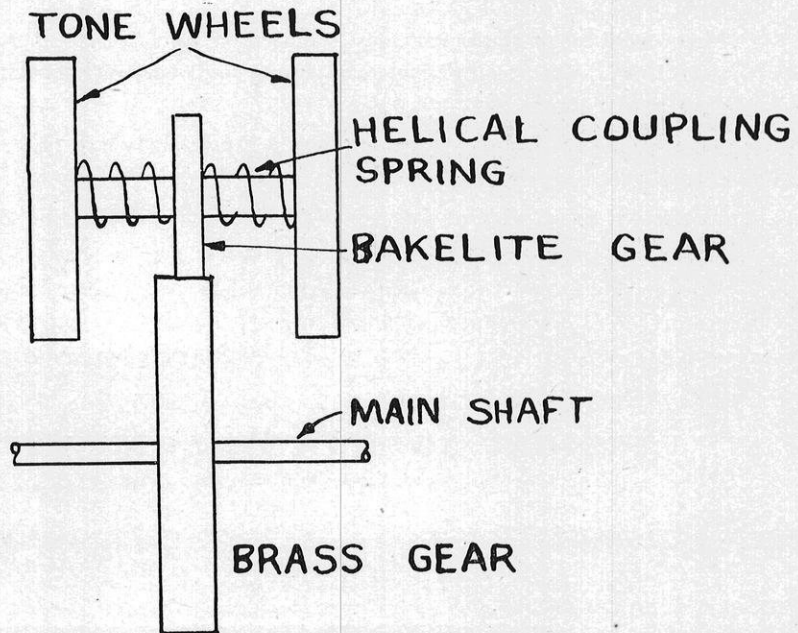 TONE WHEELS
HELICAL COUPLING
SPRING
BAKELITE GEAR
MAIN SHAFT
BRASS GEAR